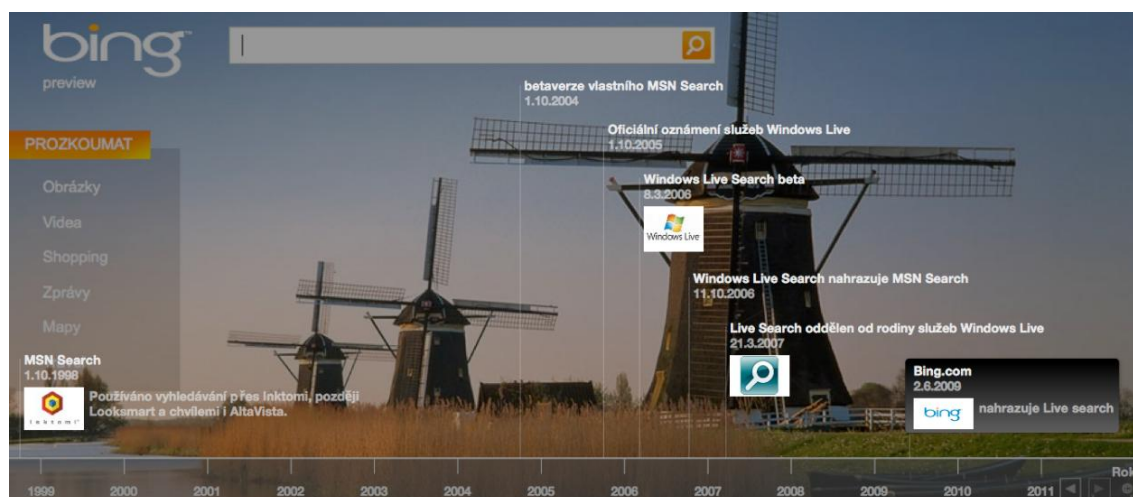 bing™
preview
PROZKOUMAT
Obrázky
Videa
Shopping
Zprávy
Mapy
betaverze vlastního MSN Search
1.10.2004
Oficiální oznámení služeb Windows Live
1.10.2005
Windows Live Search beta
8.3.2006
Windows Live
Windows Live Search nahrazuje MSN Search
11.10.2006
Live Search oddělen od rodiny služeb Windows Live
21.3.2007
MSN Search
1.10.1998
inktomi
Používáno vyhledávání přes Inktomi, později
Looksmart a chvílemi i AltaVista.
Bing.com
2.6.2009
bing
nahrazuje Live search
1999 2000 2001 2002 2003 2004 2005 2006 2007 2008 2009 2010 2011
Rok
©